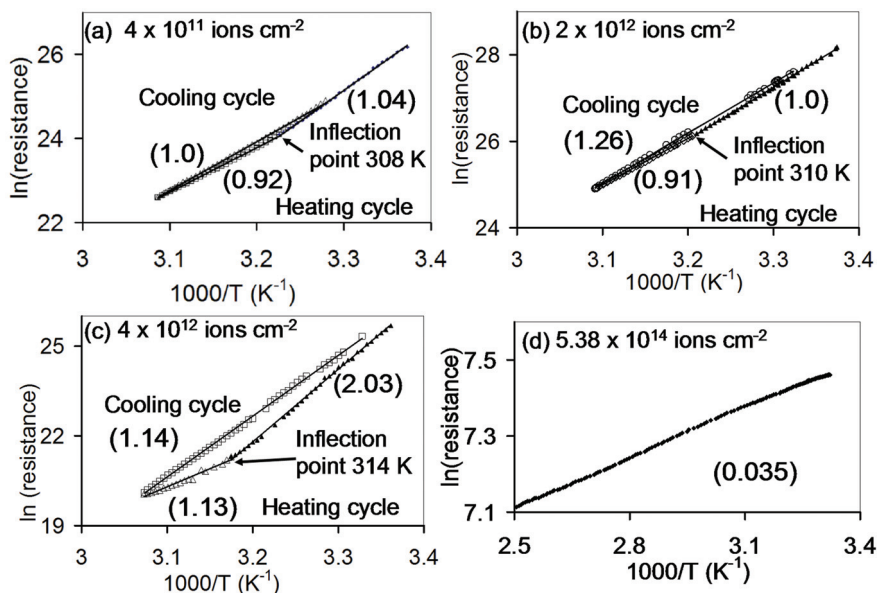 (a) 4 x 10¹¹ ions cm⁻²
ln(resistance)
26
24
22
Cooling cycle
(1.04)
(1.0)
Inflection
point 308 K
(0.92)
Heating cycle
3 3.1 3.2 3.3 3.4
1000/T (K⁻¹)
(b) 2 x 10¹² ions cm⁻²
ln(resistance)
28
26
24
Cooling cycle
(1.0)
(1.26)
Inflection
point 310 K
(0.91)
Heating cycle
3 3.1 3.2 3.3 3.4
1000/T (K⁻¹)
(c) 4 x 10¹² ions cm⁻²
ln (resistance)
25
22
19
(2.03)
Cooling cycle
(1.14)
Inflection
point 314 K
(1.13)
Heating cycle
3 3.1 3.2 3.3 3.4
1000/T (K⁻¹)
(d) 5.38 x 10¹⁴ ions cm⁻²
ln(resistance)
7.5
7.3
7.1
(0.035)
2.5 2.8 3.1 3.4
1000/T (K⁻¹)